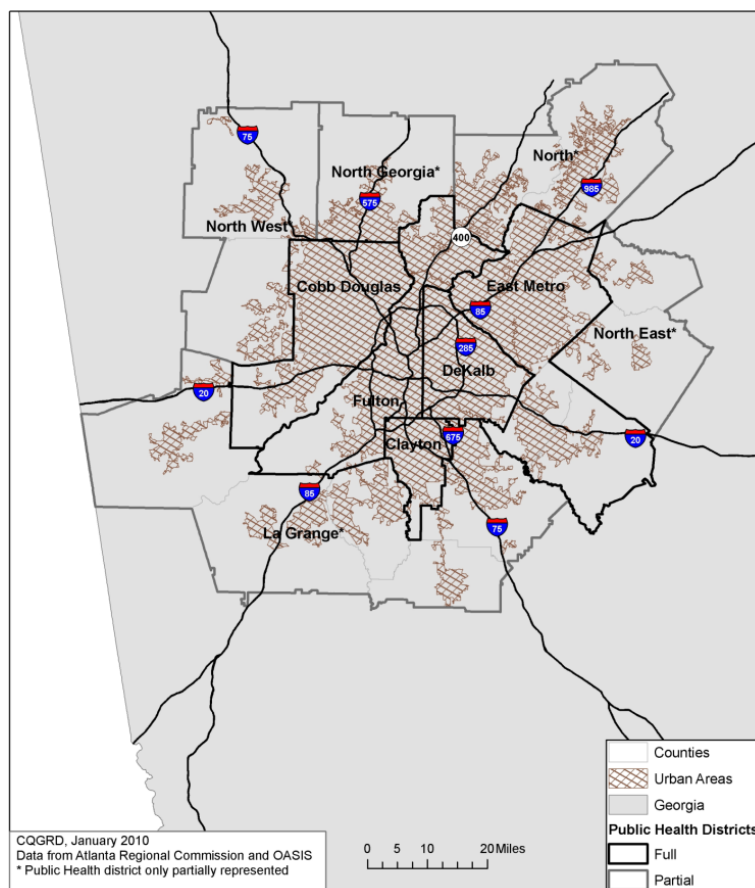 75
North Georgia*
North*
575
985
North West*
400
Cobb Douglas
East Metro
85
North East*
285
DeKalb
20
Fulton
Clayton
675
20
85
75
La Grange*
Counties
Urban Areas
Georgia
Public Health Districts
Full
Partial
CQGRD, January 2010
Data from Atlanta Regional Commission and OASIS
* Public Health district only partially represented
0 5 10 20 Miles